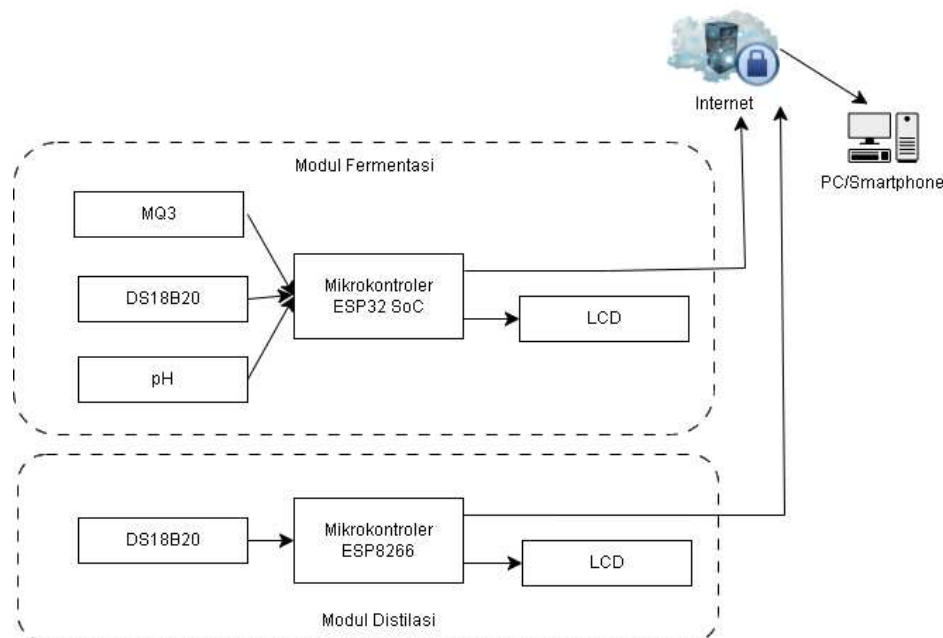 Internet
PC/Smartphone
Modul Fermentasi
MQ3
DS18B20
pH
Mikrokontroler
ESP32 SoC
LCD
DS18B20
Mikrokontroler
ESP8266
LCD
Modul Distilasi